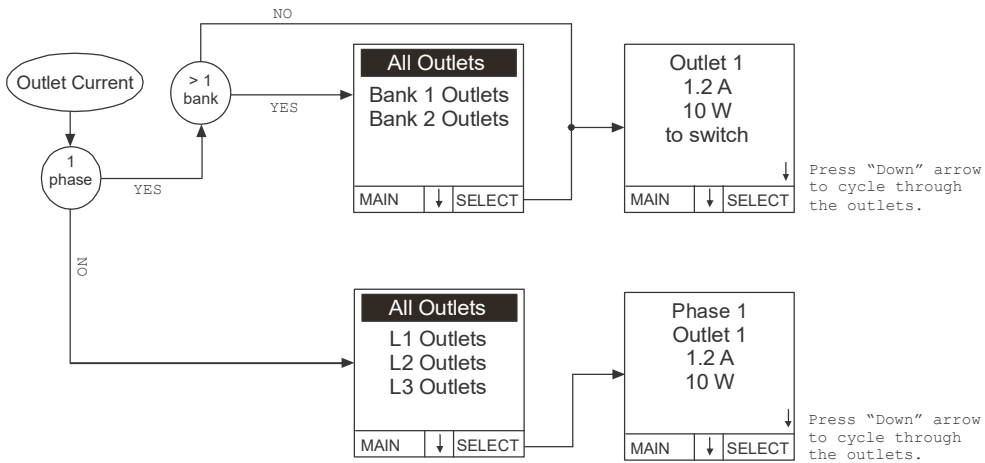 NO
Outlet Current
> 1
bank
YES
1
phase
YES
NO
All Outlets
Bank 1 Outlets
Bank 2 Outlets
MAIN ↓ SELECT
Outlet 1
1.2 A
10 W
to switch
↓
MAIN ↓ SELECT
Press “Down” arrow
to cycle through
the outlets.
All Outlets
L1 Outlets
L2 Outlets
L3 Outlets
MAIN ↓ SELECT
Phase 1
Outlet 1
1.2 A
10 W
↓
MAIN ↓ SELECT
Press “Down” arrow
to cycle through
the outlets.